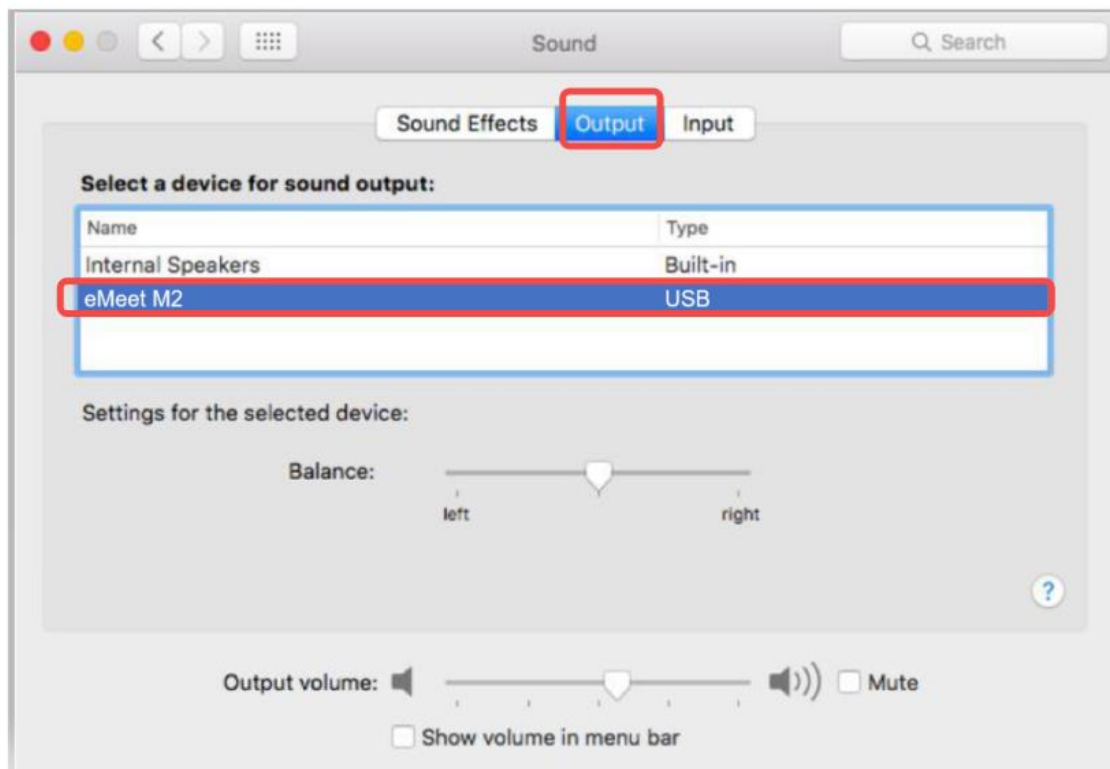 Sound
Search
Sound Effects Output Input
Select a device for sound output:
Name Type
Internal Speakers Built-in
eMeet M2 USB
Settings for the selected device:
Balance:
left right
?
Output volume: Mute
Show volume in menu bar